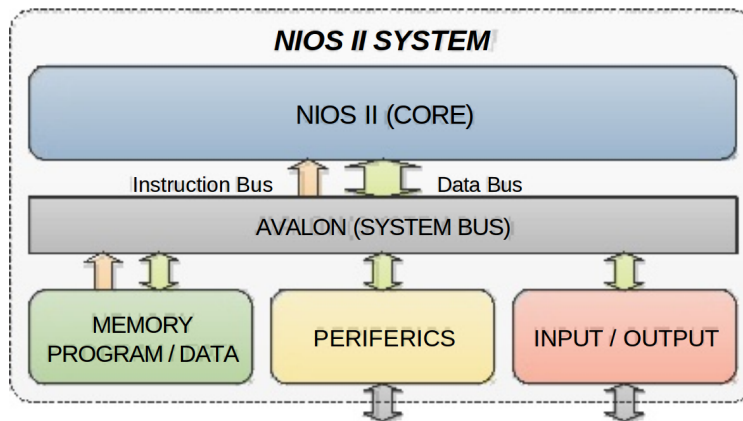 NIOS II SYSTEM
NIOS II (CORE)
Instruction Bus
Data Bus
AVALON (SYSTEM BUS)
MEMORY
PROGRAM / DATA
PERIFERICS
INPUT / OUTPUT